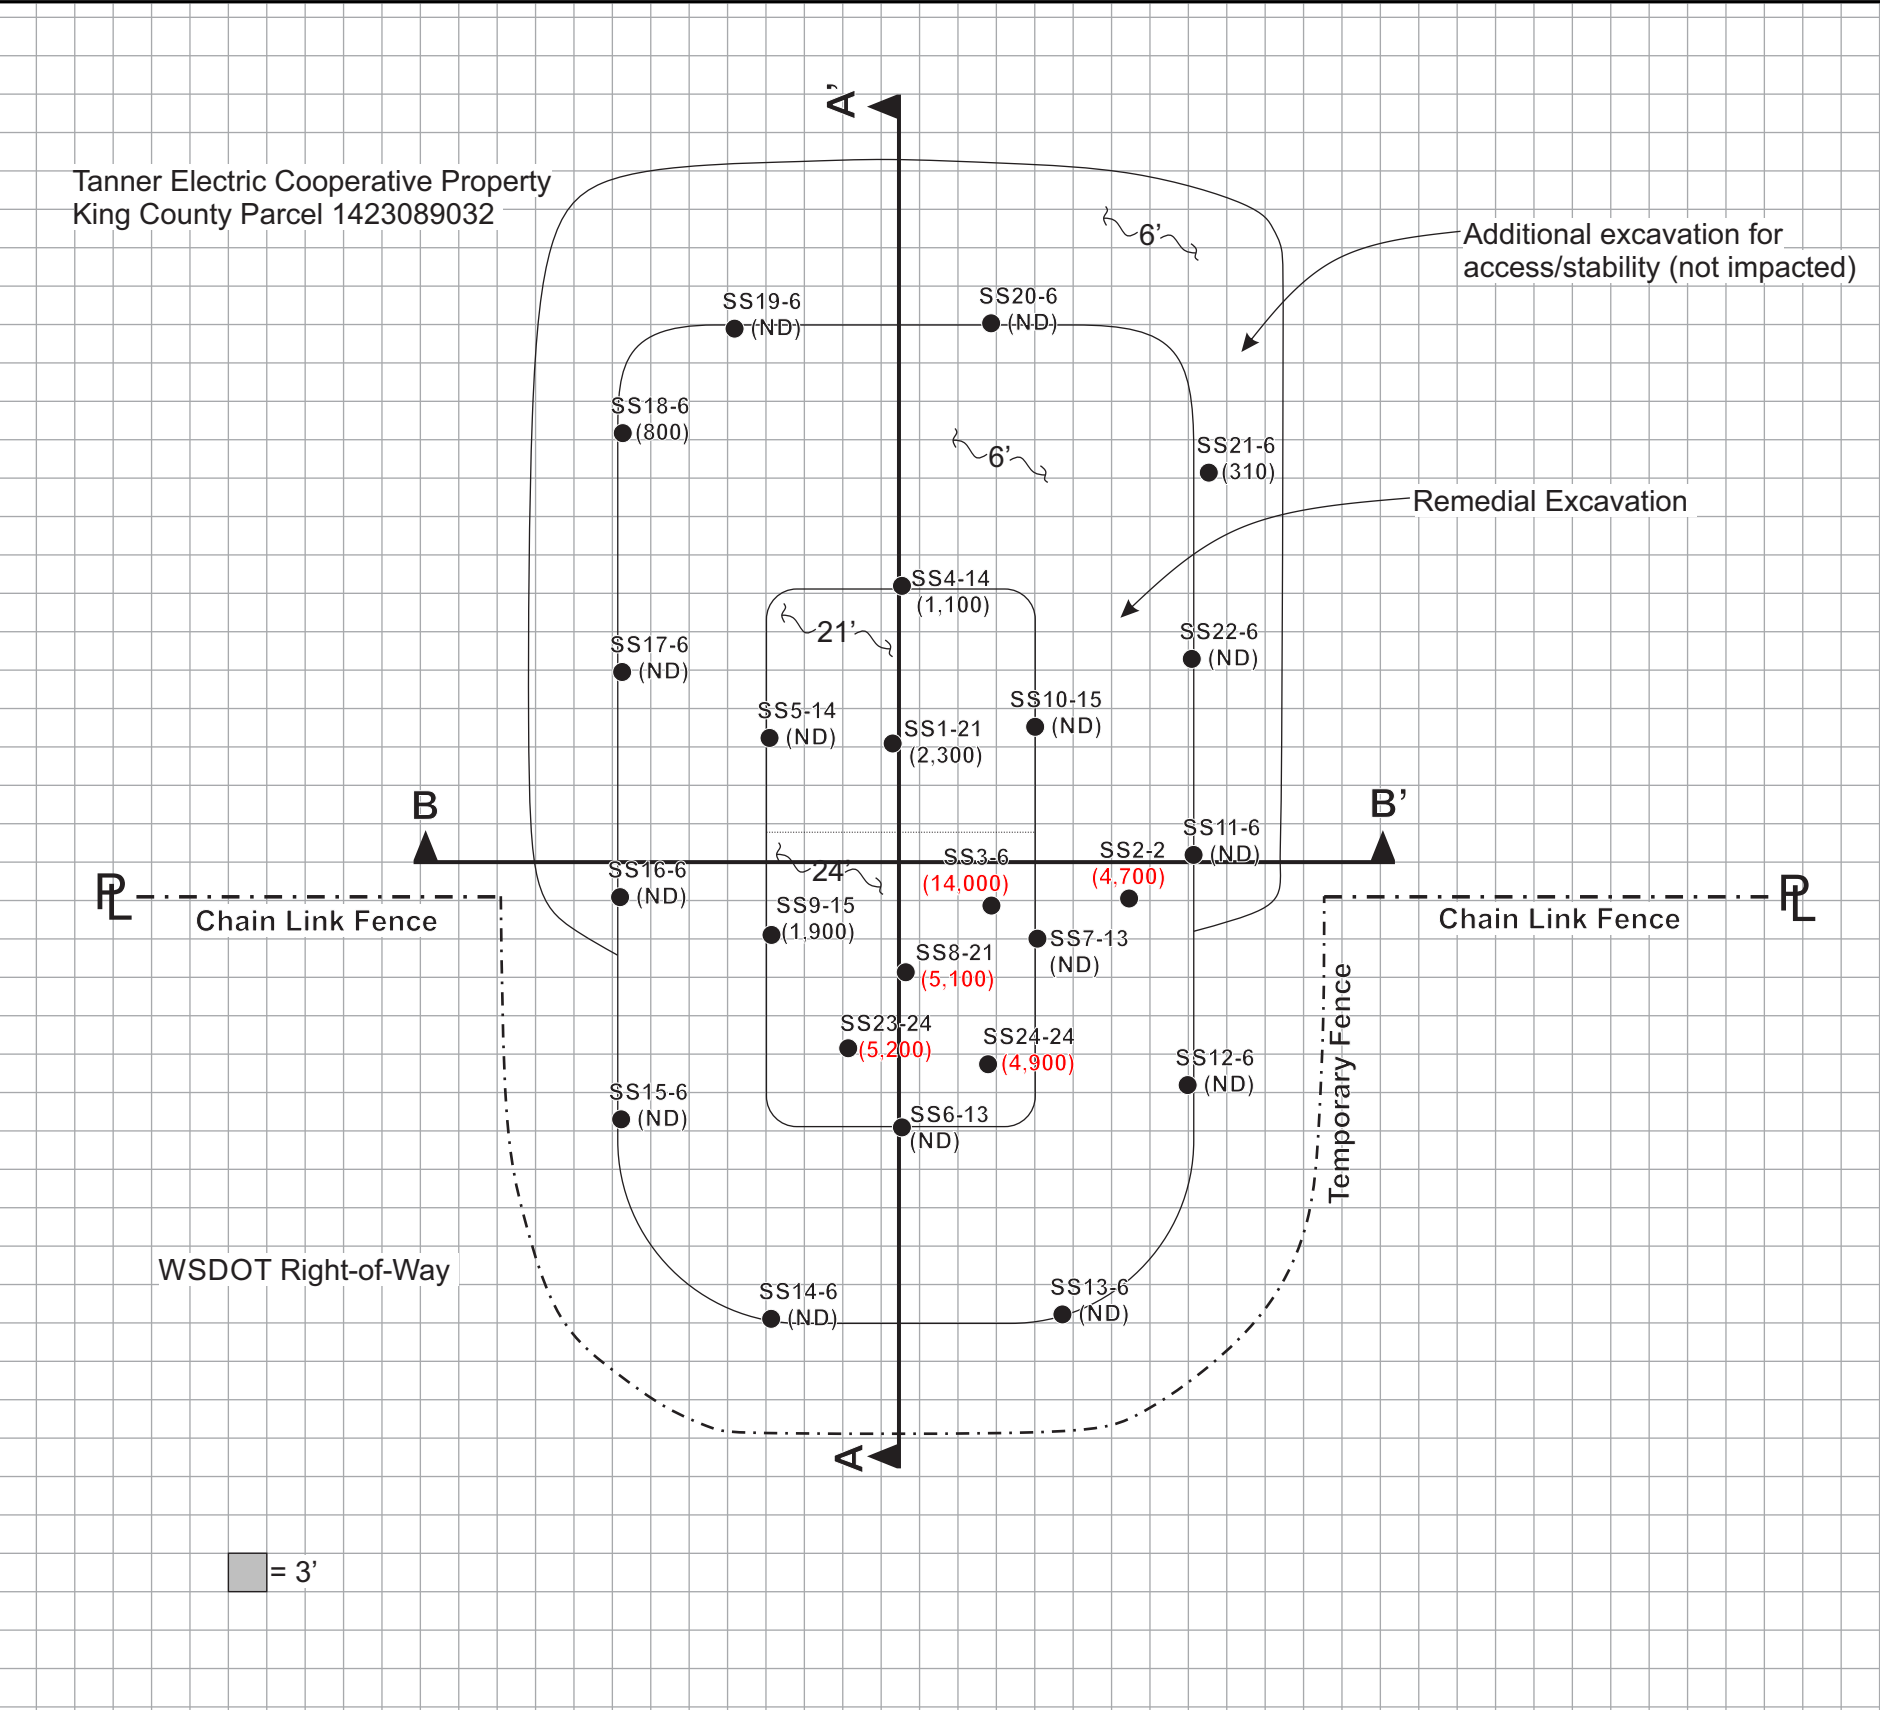 A'
Tanner Electric Cooperative Property
King County Parcel 1423089032
6’
Additional excavation for
access/stability (not impacted)
SS19-6
(ND)
SS20-6
(ND)
SS18-6
(800)
6’
SS21-6
(310)
Remedial Excavation
SS4-14
(1,100)
21’
SS22-6
(ND)
SS17-6
(ND)
SS5-14
(ND)
SS10-15
(ND)
SS1-21
(2,300)
B
B’
SS11-6
(ND)
SS3-6
(14,000)
SS2-2
(4,700)
24’
SS16-6
(ND)
PL
Chain Link Fence
PL
Chain Link Fence
SS9-15
(1,900)
SS7-13
(ND)
SS8-21
(5,100)
SS23-24
(5,200)
SS24-24
(4,900)
SS12-6
(ND)
Temporary Fence
SS15-6
(ND)
SS6-13
(ND)
WSDOT Right-of-Way
SS14-6
(ND)
SS13-6
(ND)
A
= 3’